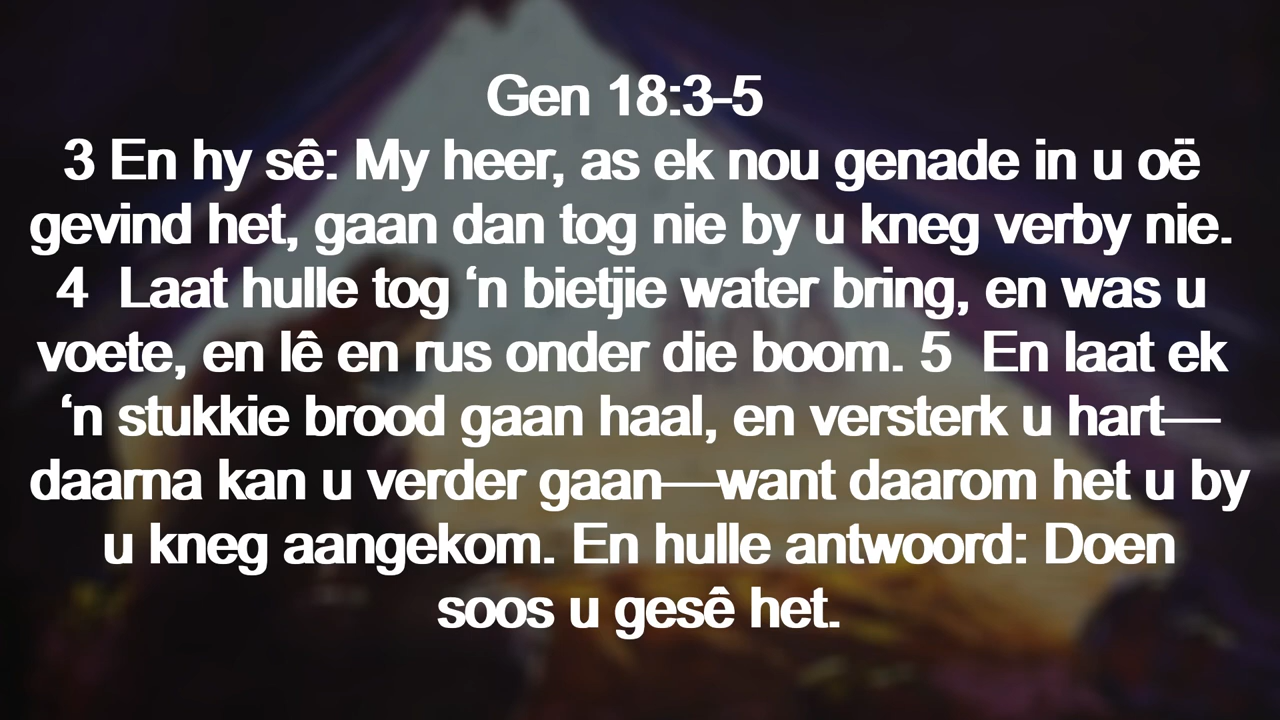 Gen 18:3-5
3 En hy sê: My heer, as ek nou genade in u oë
gevind het, gaan dan tog nie by u kneg verby nie.
4  Laat hulle tog ‘n bietjie water bring, en was u
voete, en lê en rus onder die boom. 5  En laat ek
‘n stukkie brood gaan haal, en versterk u hart—
daarna kan u verder gaan—want daarom het u by
u kneg aangekom. En hulle antwoord: Doen
soos u gesê het.